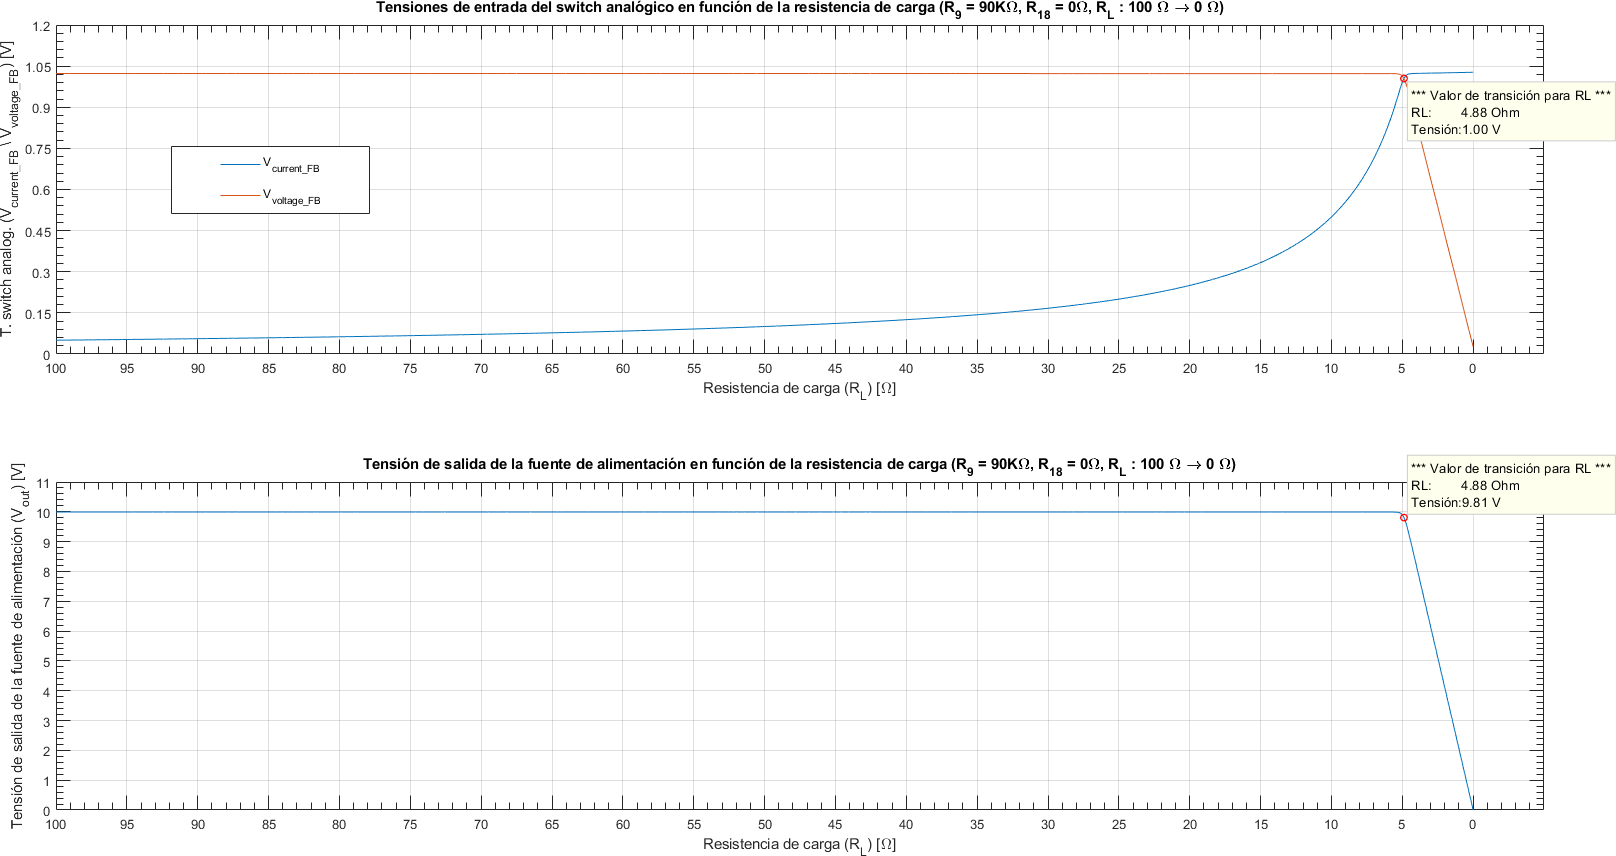 Tensiones de entrada del switch analógico en función de la resistencia de carga (R9 = 90KΩ, R18 = 0Ω, RL : 100 Ω → 0 Ω)
T. switch analog. (Vcurrent_FB \ Vvoltage_FB) [V]
1.2
1.05
0.9
0.75
0.6
0.45
0.3
0.15
0
Vcurrent_FB
Vvoltage_FB
*** Valor de transición para RL ***
RL: 4.88 Ohm
Tensión:1.00 V
100 95 90 85 80 75 70 65 60 55 50 45 40 35 30 25 20 15 10 5 0
Resistencia de carga (RL) [Ω]
Tensión de salida de la fuente de alimentación en función de la resistencia de carga (R9 = 90KΩ, R18 = 0Ω, RL : 100 Ω → 0 Ω)
Tensión de salida de la fuente de alimentación (Vout) [V]
11
10
9
8
7
6
5
4
3
2
1
0
*** Valor de transición para RL ***
RL: 4.88 Ohm
Tensión:9.81 V
100 95 90 85 80 75 70 65 60 55 50 45 40 35 30 25 20 15 10 5 0
Resistencia de carga (RL) [Ω]